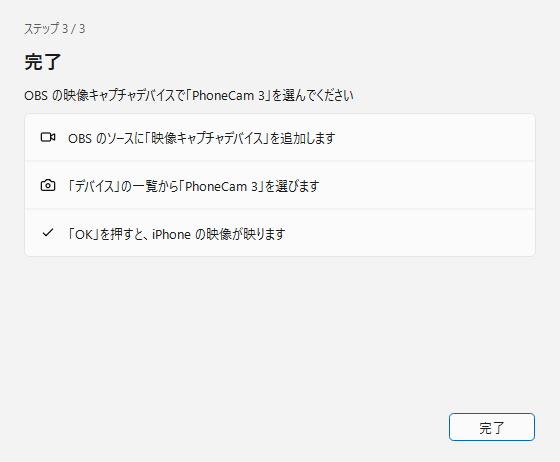 ステップ 3 / 3
完了
OBS の映像キャプチャデバイスで「PhoneCam 3」を選んでください
OBS のソースに「映像キャプチャデバイス」を追加します
「デバイス」の一覧から「PhoneCam 3」を選びます
「OK」を押すと、iPhone の映像が映ります
完了